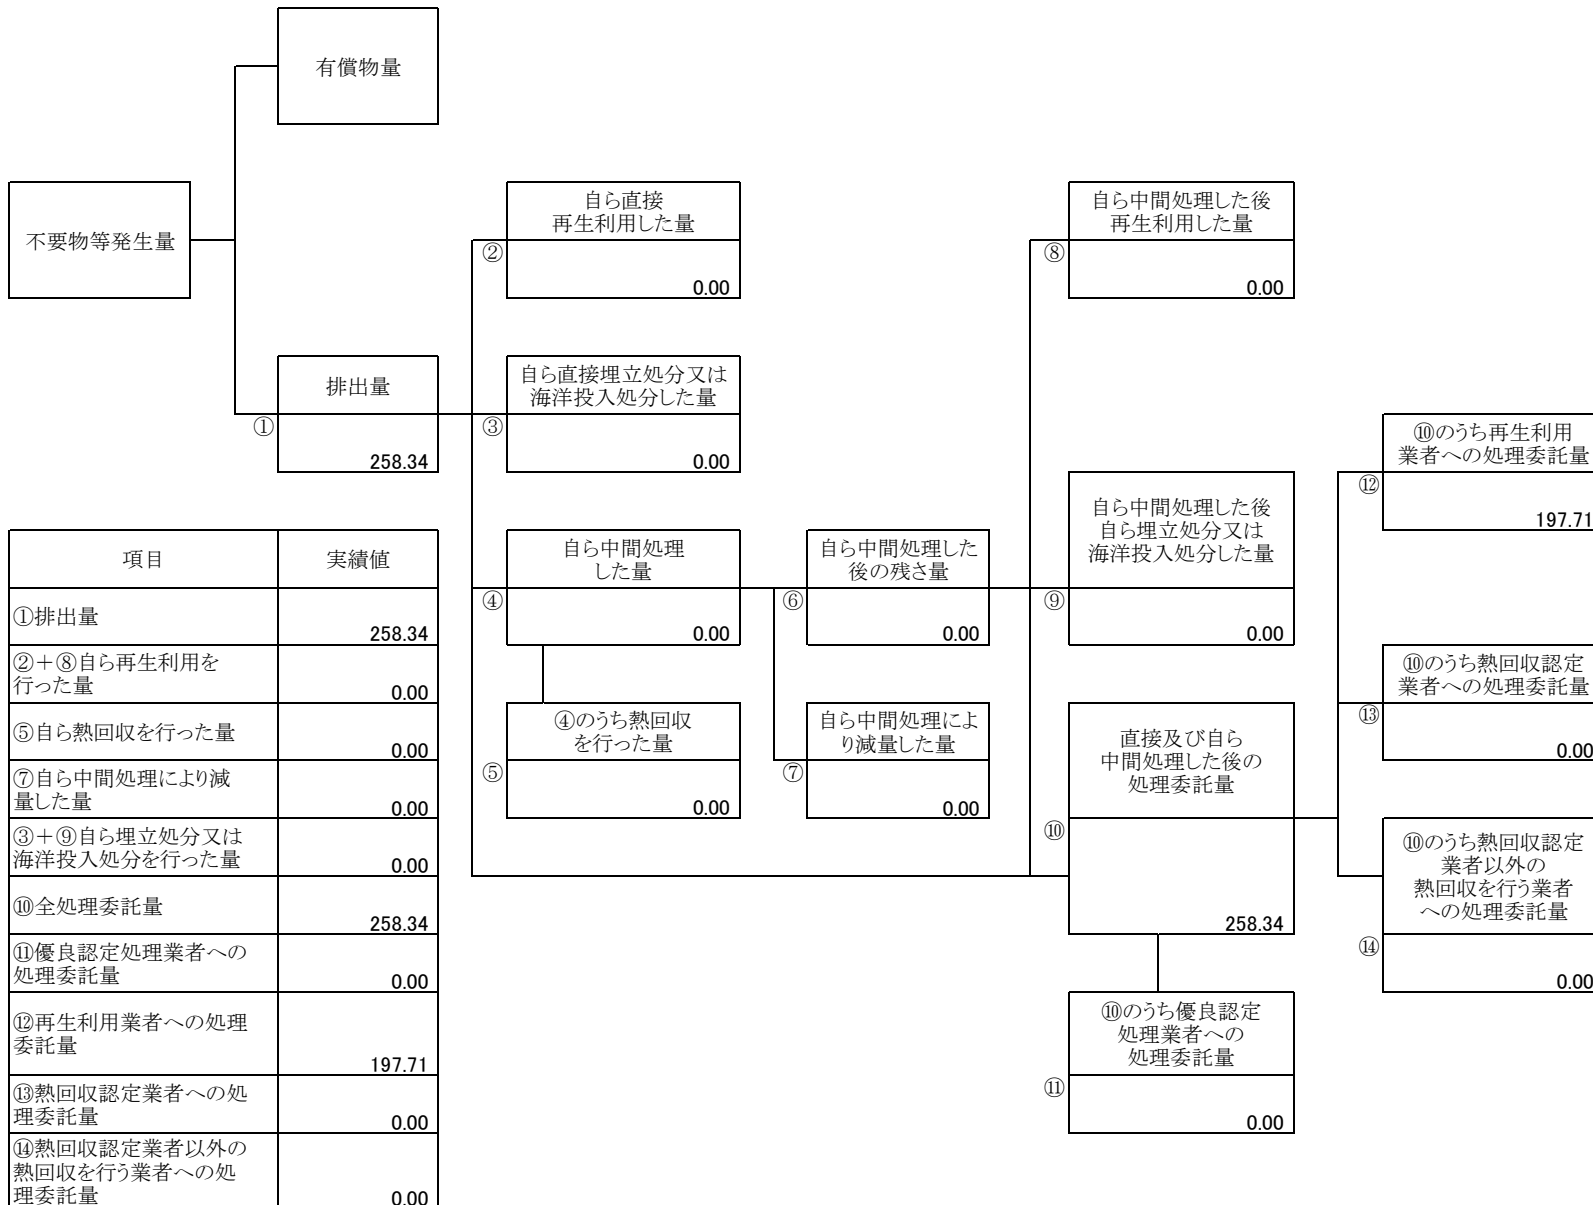 有償物量
不要物等発生量
排出量
①
258.34
自ら直接
再生利用した量
②
0.00
自ら直接埋立処分又は
海洋投入処分した量
③
0.00
自ら中間処理
した量
④
0.00
④のうち熱回収
を行った量
⑤
0.00
自ら中間処理した
後の残さ量
⑥
0.00
自ら中間処理によ
り減量した量
⑦
0.00
自ら中間処理した後
再生利用した量
⑧
0.00
自ら中間処理した後
自ら埋立処分又は
海洋投入処分した量
⑨
0.00
直接及び自ら
中間処理した後の
処理委託量
⑩
258.34
⑩のうち優良認定
処理業者への
処理委託量
⑪
0.00
⑩のうち再生利用
業者への処理委託量
⑫
197.71
⑩のうち熱回収認定
業者への処理委託量
⑬
0.00
⑩のうち熱回収認定
業者以外の
熱回収を行う業者
への処理委託量
⑭
0.00
項目 実績値
①排出量
258.34
②＋⑧自ら再生利用を
行った量
0.00
⑤自ら熱回収を行った量
0.00
⑦自ら中間処理により減
量した量
0.00
③＋⑨自ら埋立処分又は
海洋投入処分を行った量
0.00
⑩全処理委託量
258.34
⑪優良認定処理業者への
処理委託量
0.00
⑫再生利用業者への処理
委託量
197.71
⑬熱回収認定業者への処
理委託量
0.00
⑭熱回収認定業者以外の
熱回収を行う業者への処
理委託量
0.00